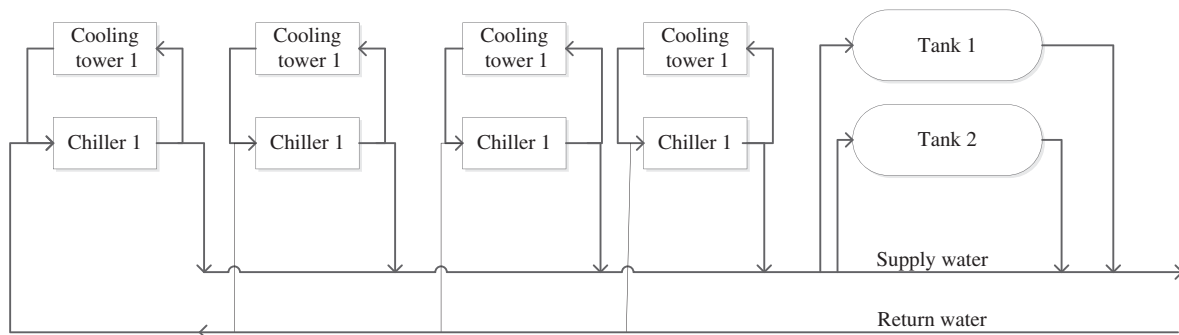 Cooling
tower 1
Cooling
tower 1
Cooling
tower 1
Cooling
tower 1
Tank 1
Chiller 1
Chiller 1
Chiller 1
Chiller 1
Tank 2
Supply water
Return water